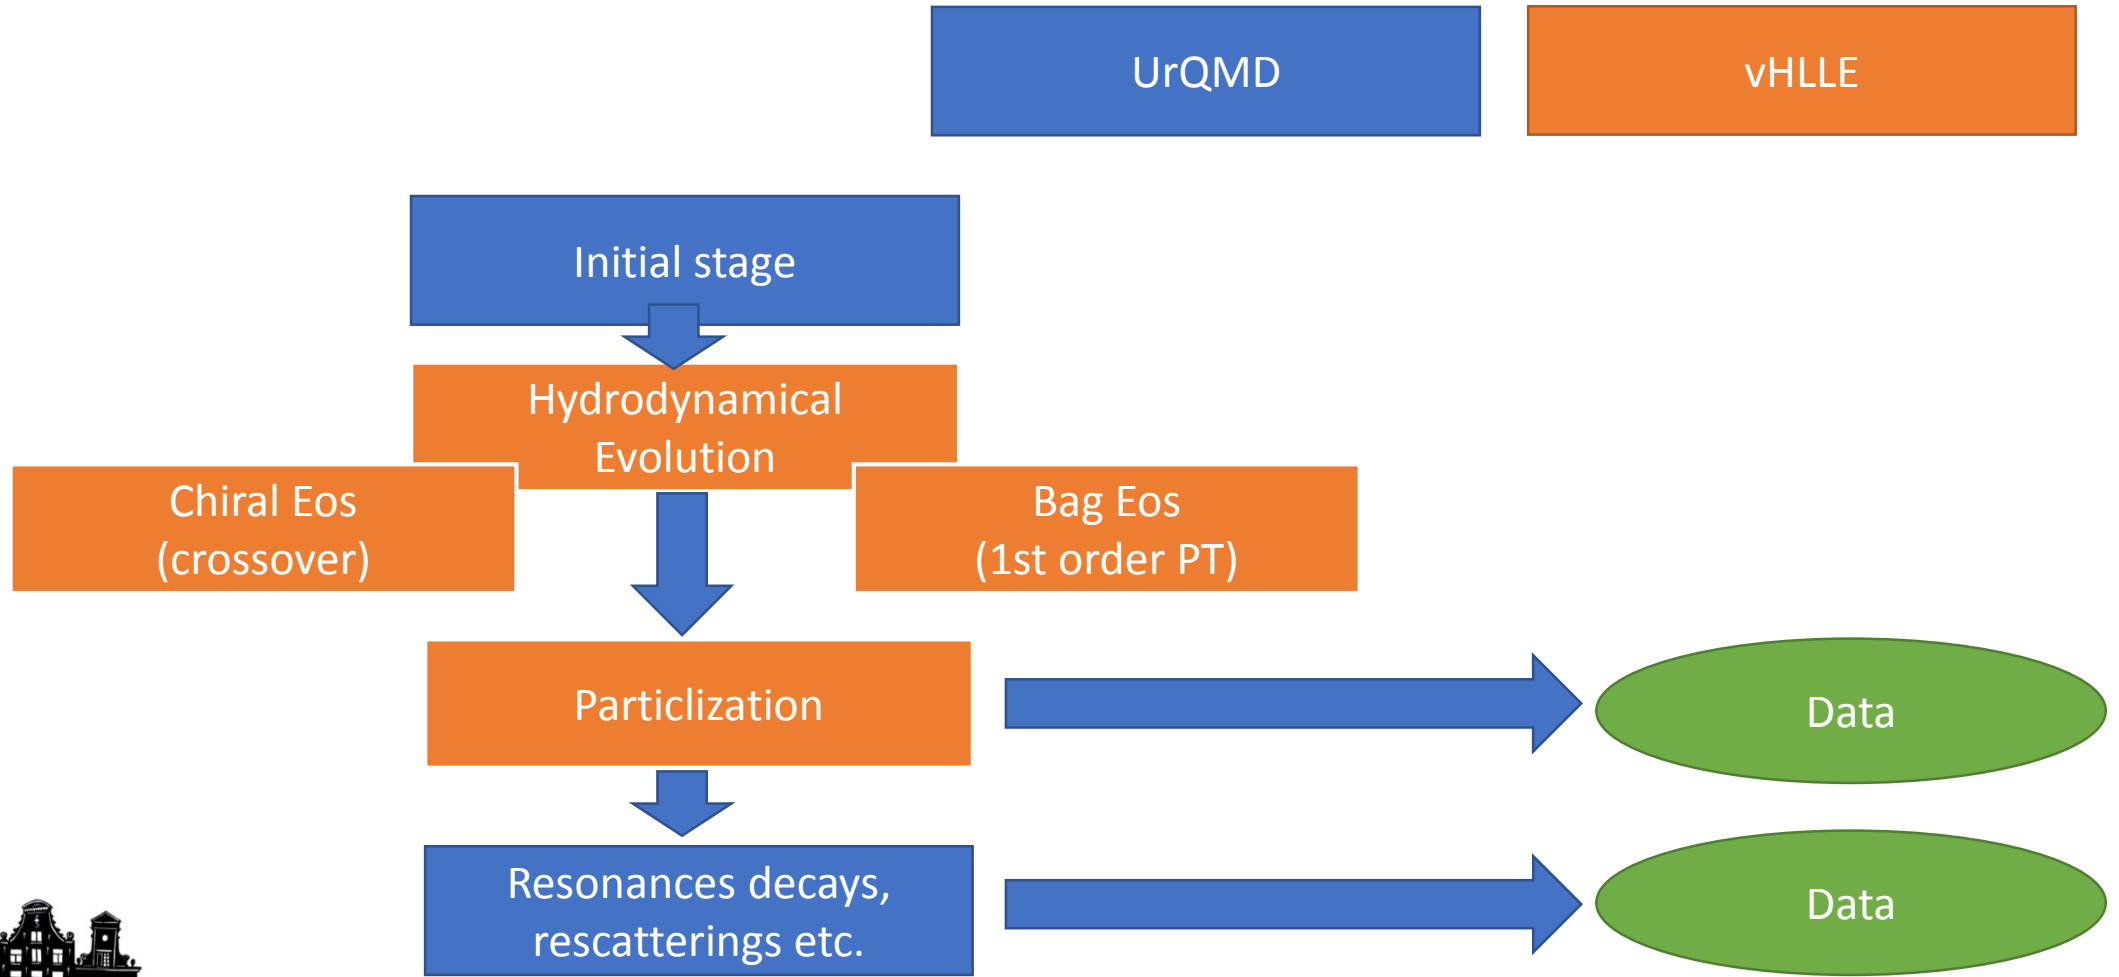 UrQMD
vHLLE
Initial stage
Hydrodynamical
Evolution
Chiral Eos
(crossover)
Bag Eos
(1st order PT)
Particlization
Data
Resonances decays,
rescatterings etc.
Data